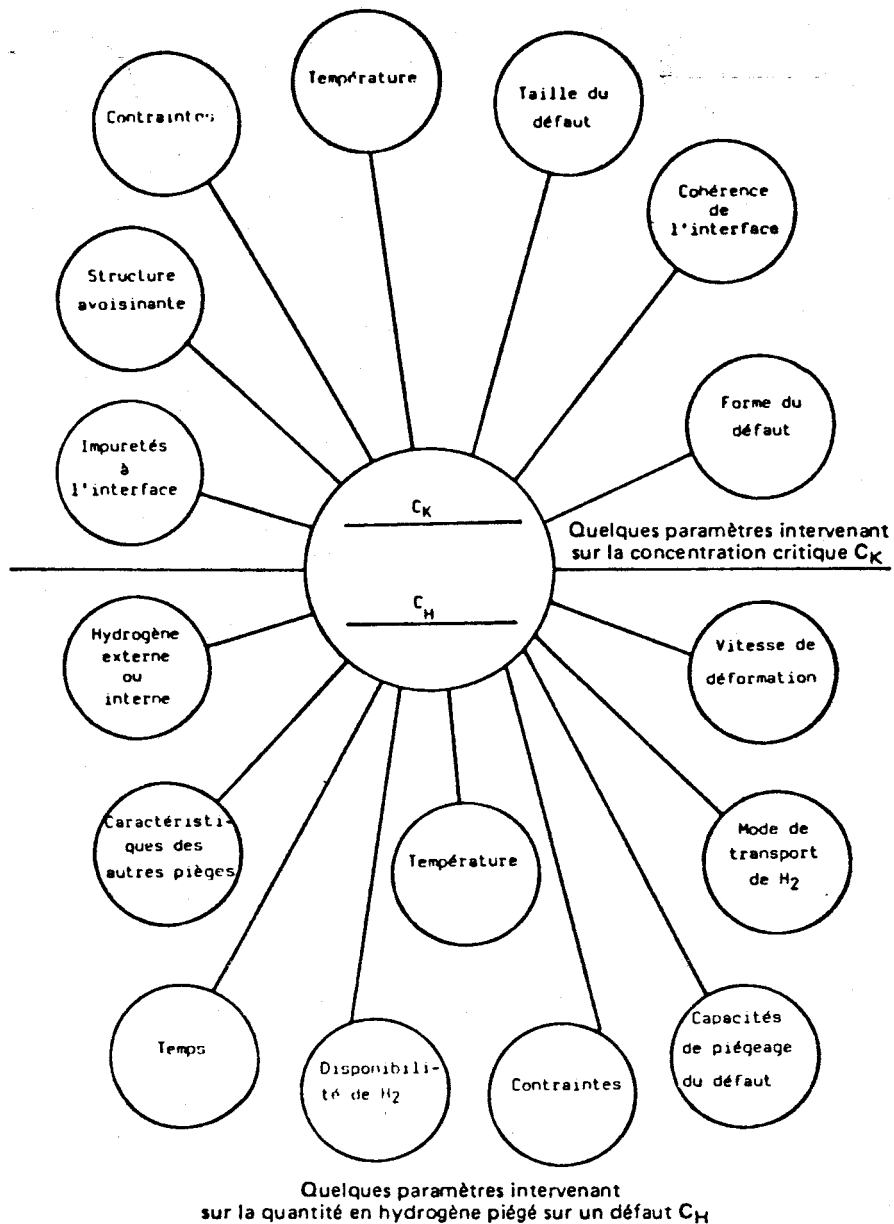 Température
Contraintes
Taille du
défaut
Cohérence
de
l'interface
Structure
avoisinante
Forme du
défaut
Impuretés
à
l'interface
C_K
Quelques paramètres intervenant
sur la concentration critique C_K
C_H
Hydrogène
externe
ou
interne
Vitesse de
déformation
Caractéristi-
ques des
autres pièges
Température
Mode de
transport
de H₂
Temps
Disponibili-
té de H₂
Contraintes
Capacités
de piégeage
du défaut
Quelques paramètres intervenant
sur la quantité en hydrogène piégé sur un défaut C_H